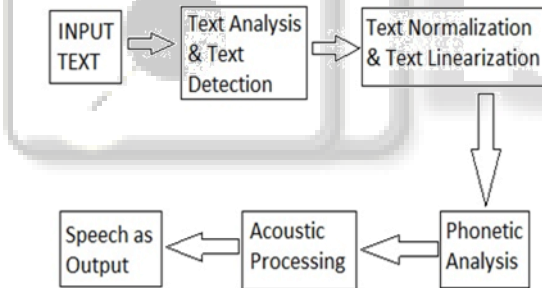 INPUT
TEXT
Text Analysis
& Text
Detection
Text Normalization
& Text Linearization
Phonetic
Analysis
Acoustic
Processing
Speech as
Output